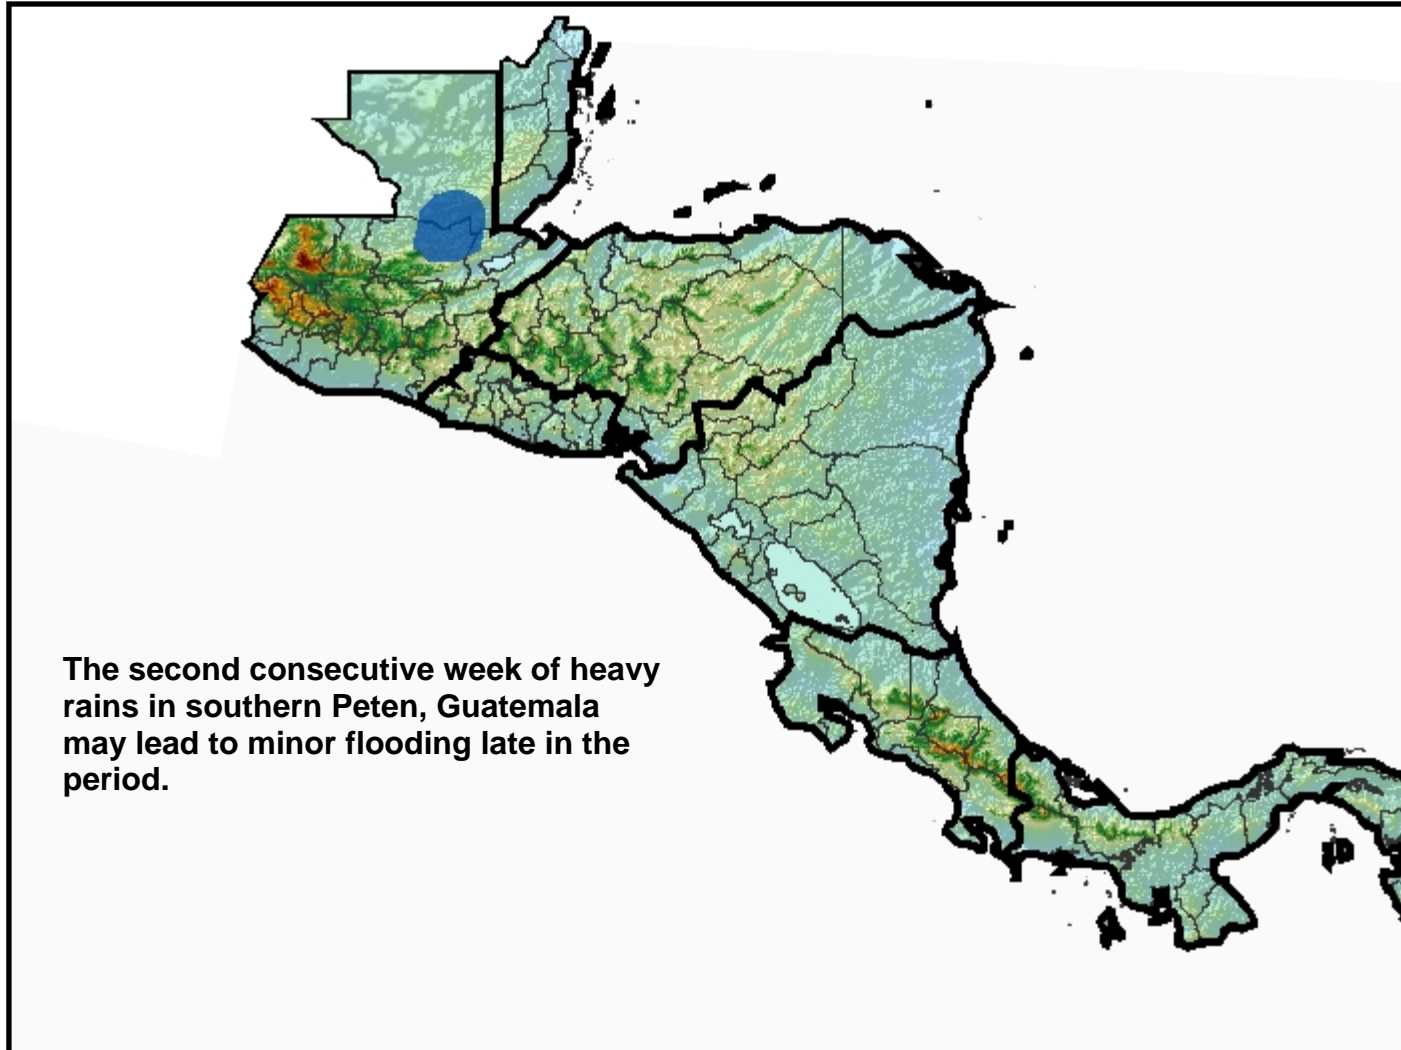 The second consecutive week of heavy
rains in southern Peten, Guatemala
may lead to minor flooding late in the
period.